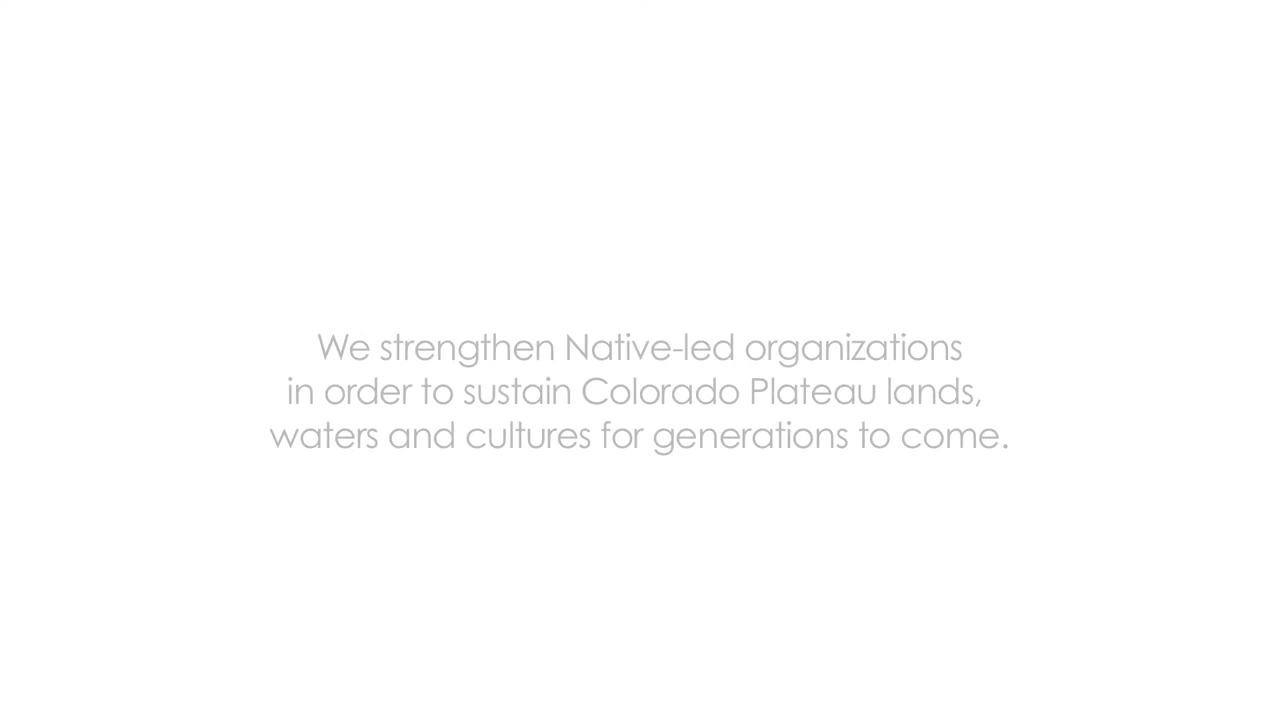 We strengthen Native-led organizations
in order to sustain Colorado Plateau lands,
waters and cultures for generations to come.